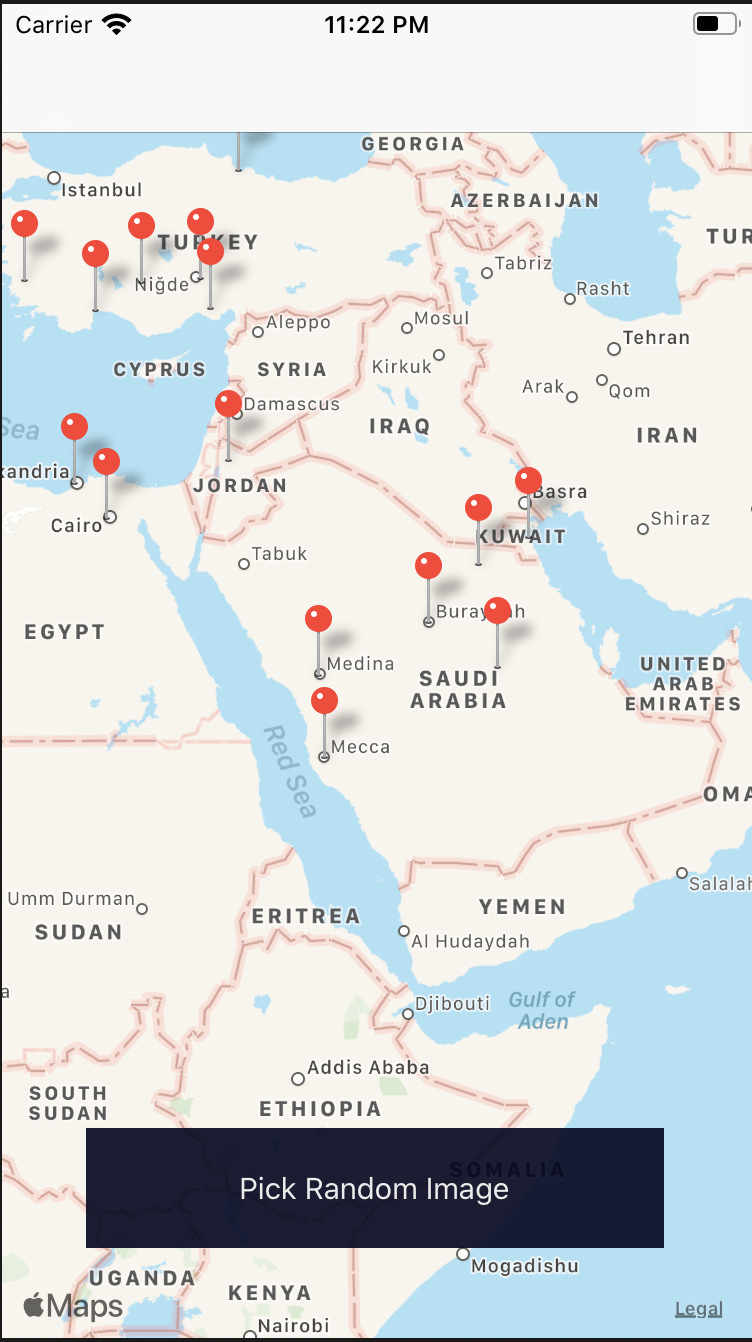 Carrier 11:22 PM
GEORGIA
Istanbul
AZERBAIJAN
TURKEY
TUR
Tabriz
Niğde
Rasht
Aleppo
Mosul
Tehran
CYPRUS
SYRIA
Kirkuk
Arak
Qom
Damascus
Sea
IRAQ
IRAN
xandria
JORDAN
Basra
Cairo
Shiraz
KUWAIT
Tabuk
Buraydah
EGYPT
Medina
UNITED
ARAB
EMIRATES
SAUDI
ARABIA
Red Sea
Mecca
OMA
Salalah
Umm Durman
SUDAN
ERITREA
YEMEN
Al Hudaydah
a
Djibouti
Gulf of
Aden
Addis Ababa
SOUTH
SUDAN
ETHIOPIA
SOMALIA
Pick Random Image
Mogadishu
UGANDA
KENYA
Maps
Legal
Nairobi